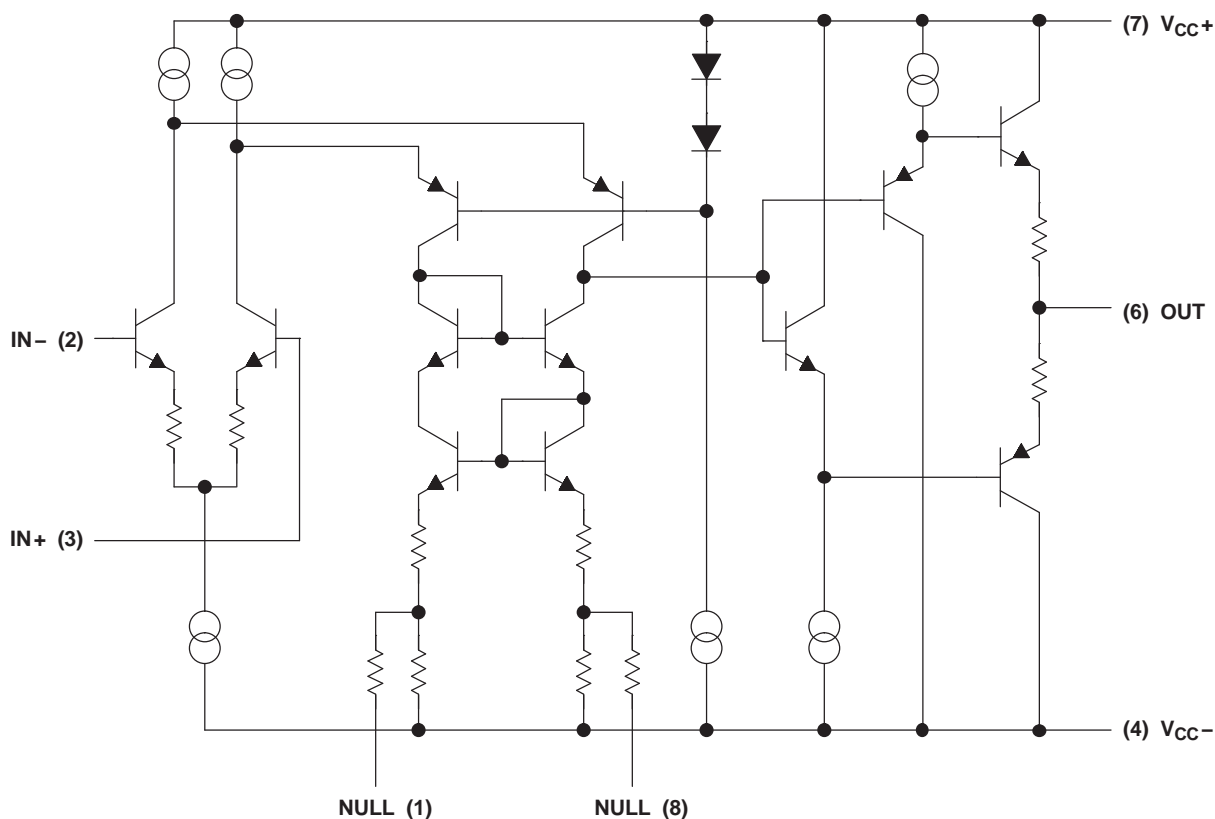 (7) VCC+
IN− (2)
(6) OUT
IN+ (3)
(4) VCC−
NULL (1)
NULL (8)